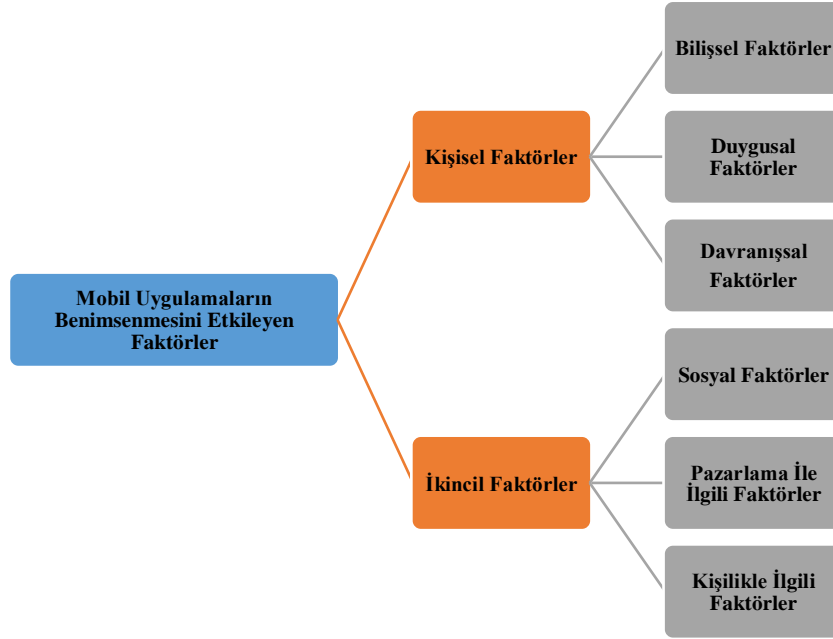 Bilişsel Faktörler
Kişisel Faktörler
Duygusal
Faktörler
Davranışsal
Faktörler
Mobil Uygulamaların
Benimsenmesini Etkileyen
Faktörler
Sosyal Faktörler
İkincil Faktörler
Pazarlama İle
İlgili Faktörler
Kişilikle İlgili
Faktörler